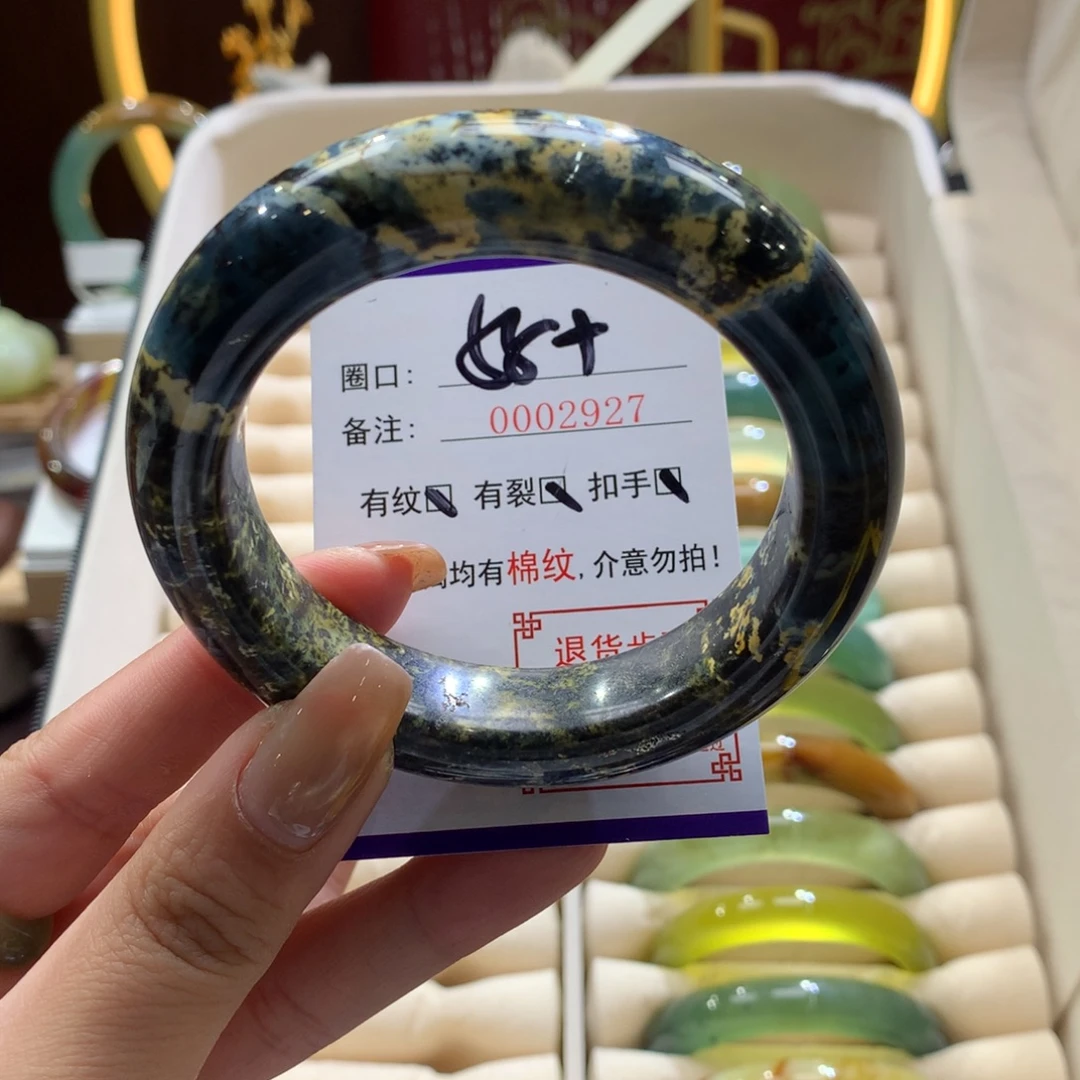 圈口: 58+
备注: 0002927
有纹 有裂 扣手
均有棉纹,介意勿拍!
退货